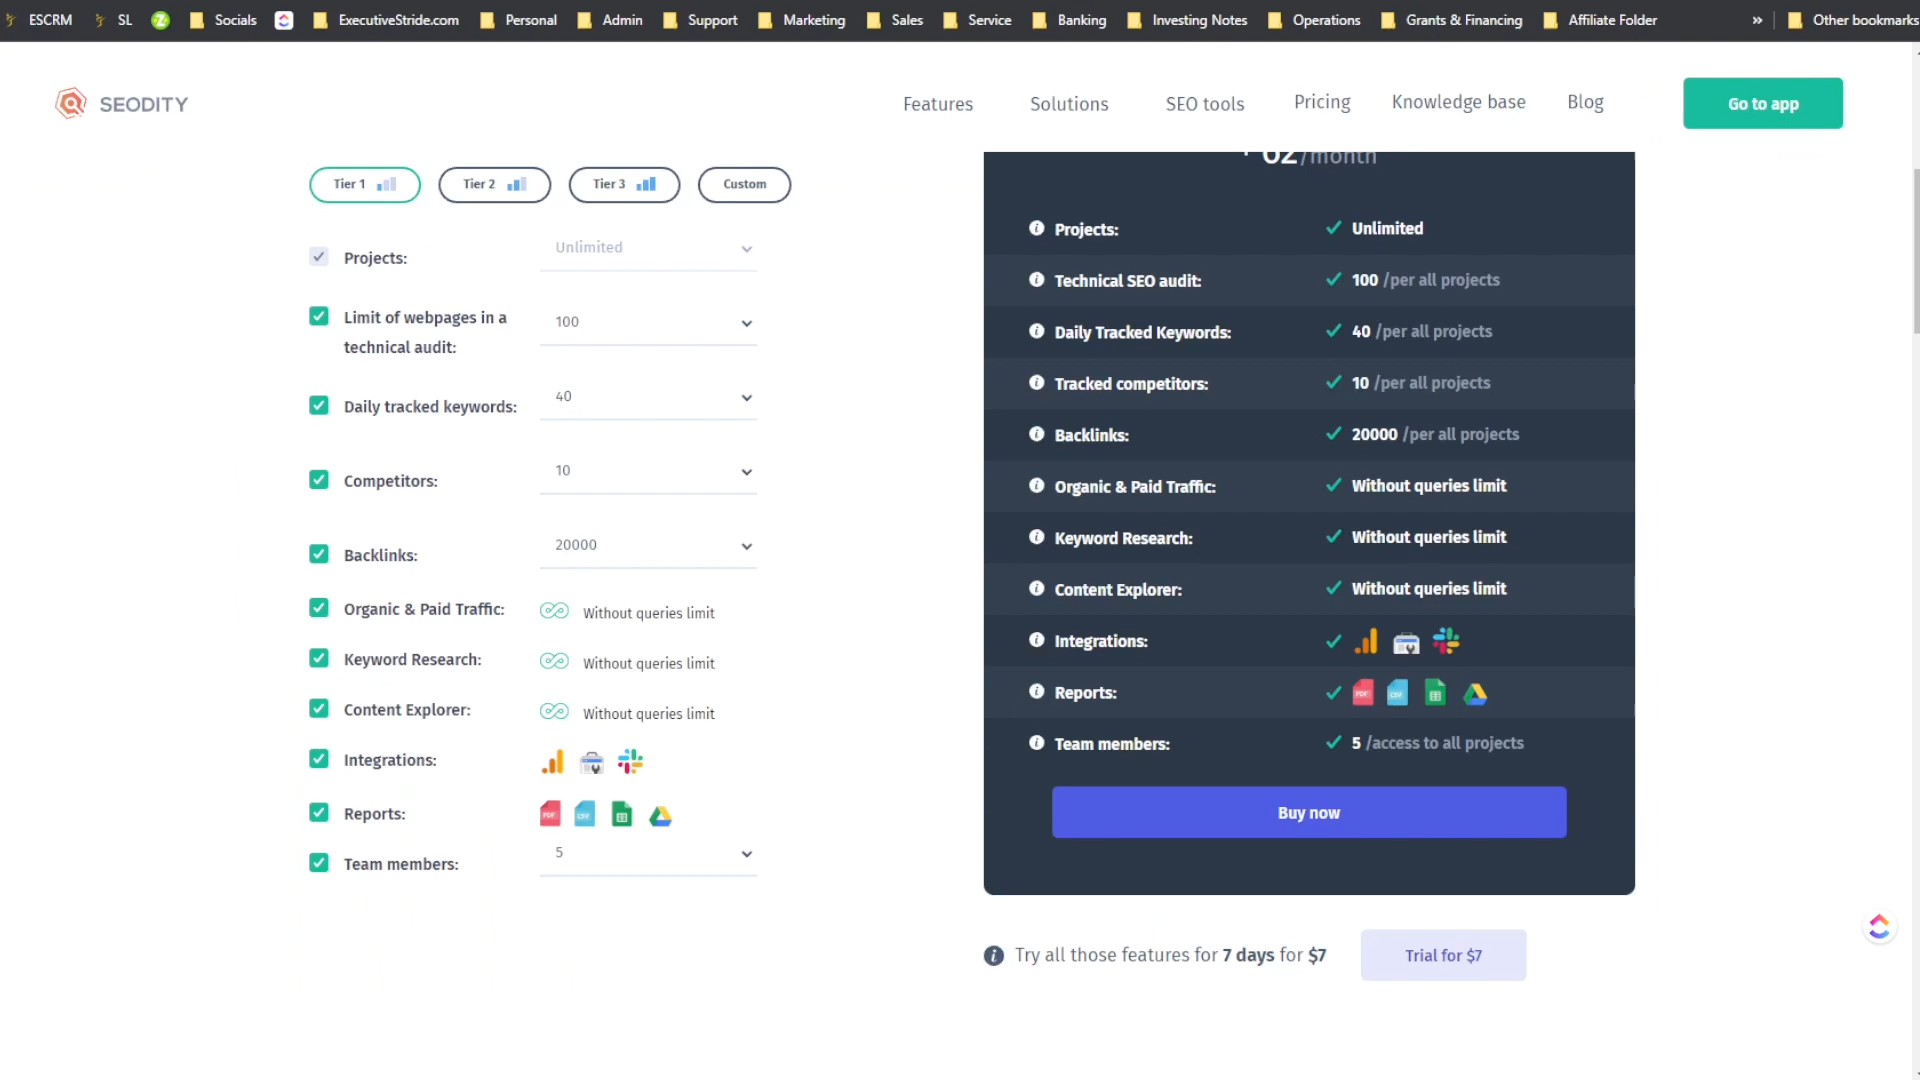 ESCRM SL Socials ExecutiveStride.com Personal Admin Support Marketing Sales Service Banking Investing Notes Operations Grants & Financing Affiliate Folder » Other bookmarks
SEODITY Features Solutions SEO tools Pricing Knowledge base Blog Go to app
Tier 1 Tier 2 Tier 3 Custom
Projects: Unlimited
Limit of webpages in a
technical audit: 100
Daily tracked keywords: 40
Competitors: 10
Backlinks: 20000
Organic & Paid Traffic: Without queries limit
Keyword Research: Without queries limit
Content Explorer: Without queries limit
Integrations:
Reports: PDF CSV
Team members: 5
/month
Projects: Unlimited
Technical SEO audit: 100 /per all projects
Daily Tracked Keywords: 40 /per all projects
Tracked competitors: 10 /per all projects
Backlinks: 20000 /per all projects
Organic & Paid Traffic: Without queries limit
Keyword Research: Without queries limit
Content Explorer: Without queries limit
Integrations:
Reports: PDF CSV
Team members: 5 /access to all projects
Buy now
Try all those features for 7 days for $7 Trial for $7